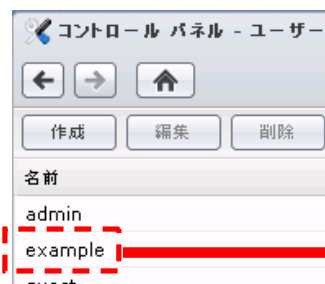 コントロール パネル - ユーザー
作成 編集 削除
名前
admin
example
guest